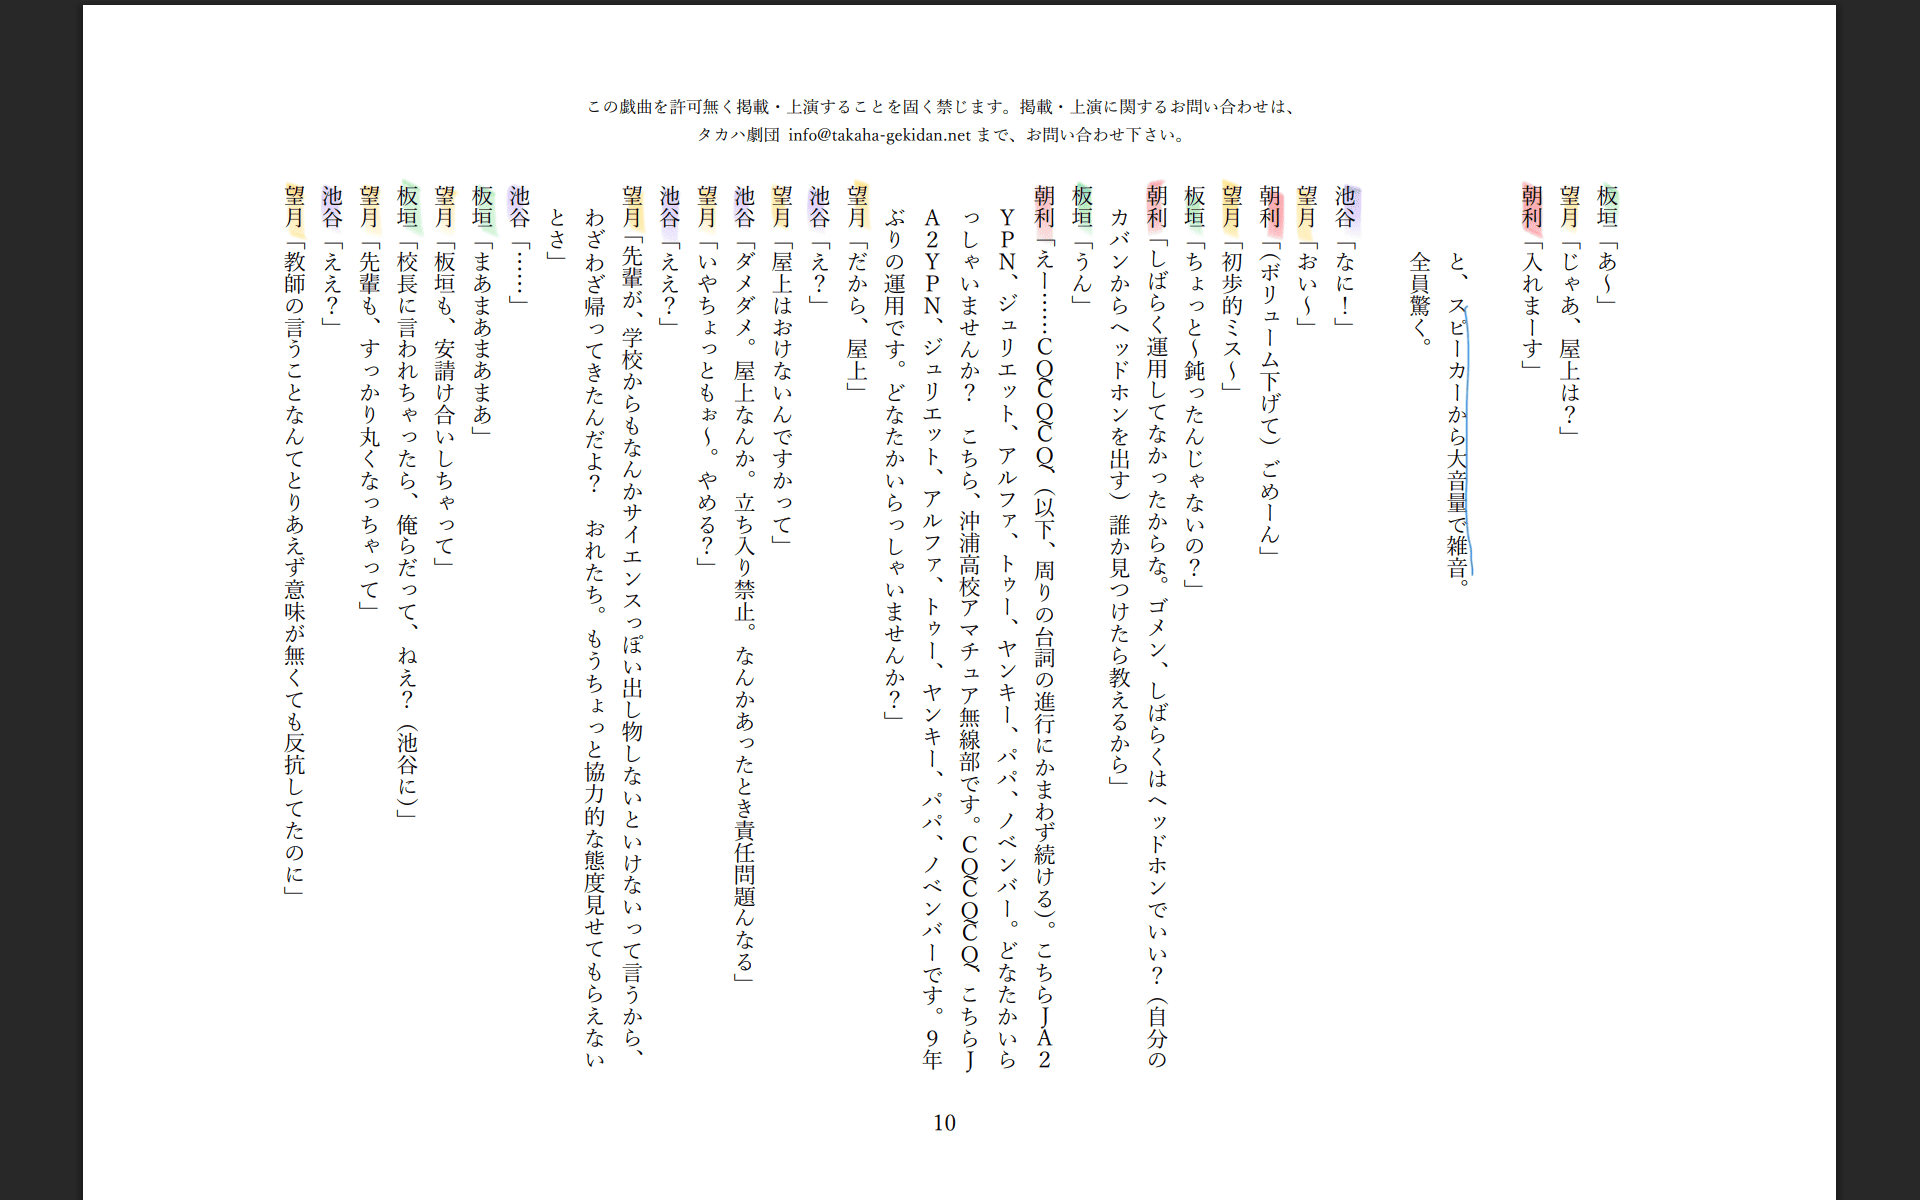 この戯曲を許可無く掲載・上演することを固く禁じます。掲載・上演に関するお問い合わせは、
タカハ劇団 info@takaha-gekidan.net まで、お問い合わせ下さい。
板垣「あ～」
望月「じゃあ、屋上は？」
朝利「入れまーす」
と、スピーカーから大音量で雑音。
全員驚く。
池谷「なに！」
望月「おい～」
朝利「（ボリューム下げて）ごめーん」
望月「初歩的ミス～」
板垣「ちょっと～鈍ったんじゃないの？」
朝利「しばらく運用してなかったからな。ゴメン、しばらくはヘッドホンでいい？（自分の
カバンからヘッドホンを出す）誰か見つけたら教えるから」
板垣「うん」
朝利「えー……ＣＱＣＱＣＱ、（以下、周りの台詞の進行にかまわず続ける）。こちらＪＡ２
ＹＰＮ、ジュリエット、アルファ、トゥー、ヤンキー、パパ、ノベンバー。どなたかいら
っしゃいませんか？　こちら、沖浦高校アマチュア無線部です。ＣＱＣＱＣＱ、こちらＪ
Ａ２ＹＰＮ、ジュリエット、アルファ、トゥー、ヤンキー、パパ、ノベンバーです。９年
ぶりの運用です。どなたかいらっしゃいませんか？」
望月「だから、屋上」
池谷「え？」
望月「屋上はおけないんですかって」
池谷「ダメダメ。屋上なんか。立ち入り禁止。なんかあったとき責任問題んなる」
望月「いやちょっともぉ～。やめる？」
池谷「ええ？」
望月「先輩が、学校からもなんかサイエンスっぽい出し物しないといけないって言うから、
わざわざ帰ってきたんだよ？　おれたち。もうちょっと協力的な態度見せてもらえない
とさ」
池谷「……」
板垣「まあまあまあまあ」
望月「板垣も、安請け合いしちゃって」
板垣「校長に言われちゃったら、俺らだって、ねえ？（池谷に）」
望月「先輩も、すっかり丸くなっちゃって」
池谷「ええ？」
望月「教師の言うことなんてとりあえず意味が無くても反抗してたのに」
10